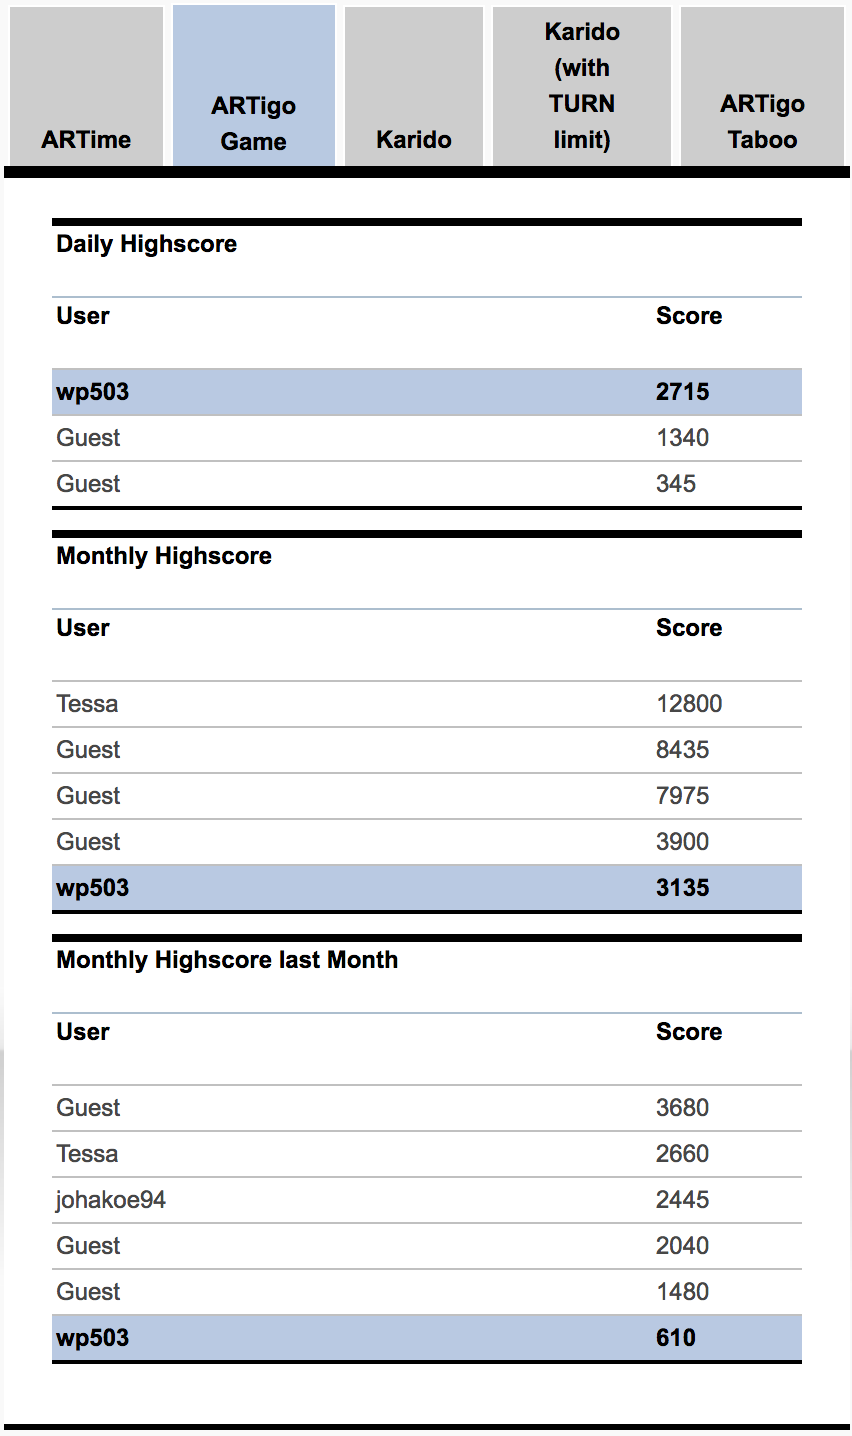 ARTime
ARTigo
Game
Karido
Karido
(with
TURN
limit)
ARTigo
Taboo
Daily Highscore
User Score
wp503 2715
Guest 1340
Guest 345
Monthly Highscore
User Score
Tessa 12800
Guest 8435
Guest 7975
Guest 3900
wp503 3135
Monthly Highscore last Month
User Score
Guest 3680
Tessa 2660
johakoe94 2445
Guest 2040
Guest 1480
wp503 610